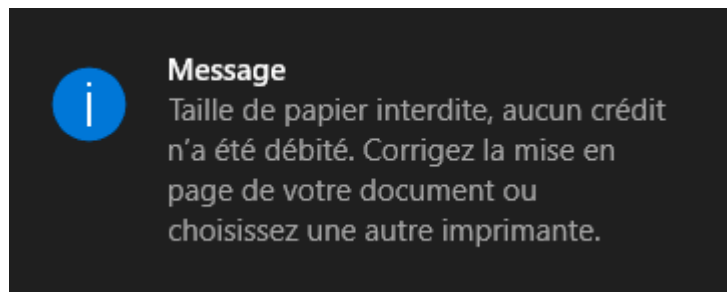 Message
Taille de papier interdite, aucun crédit
n’a été débité. Corrigez la mise en
page de votre document ou
choisissez une autre imprimante.